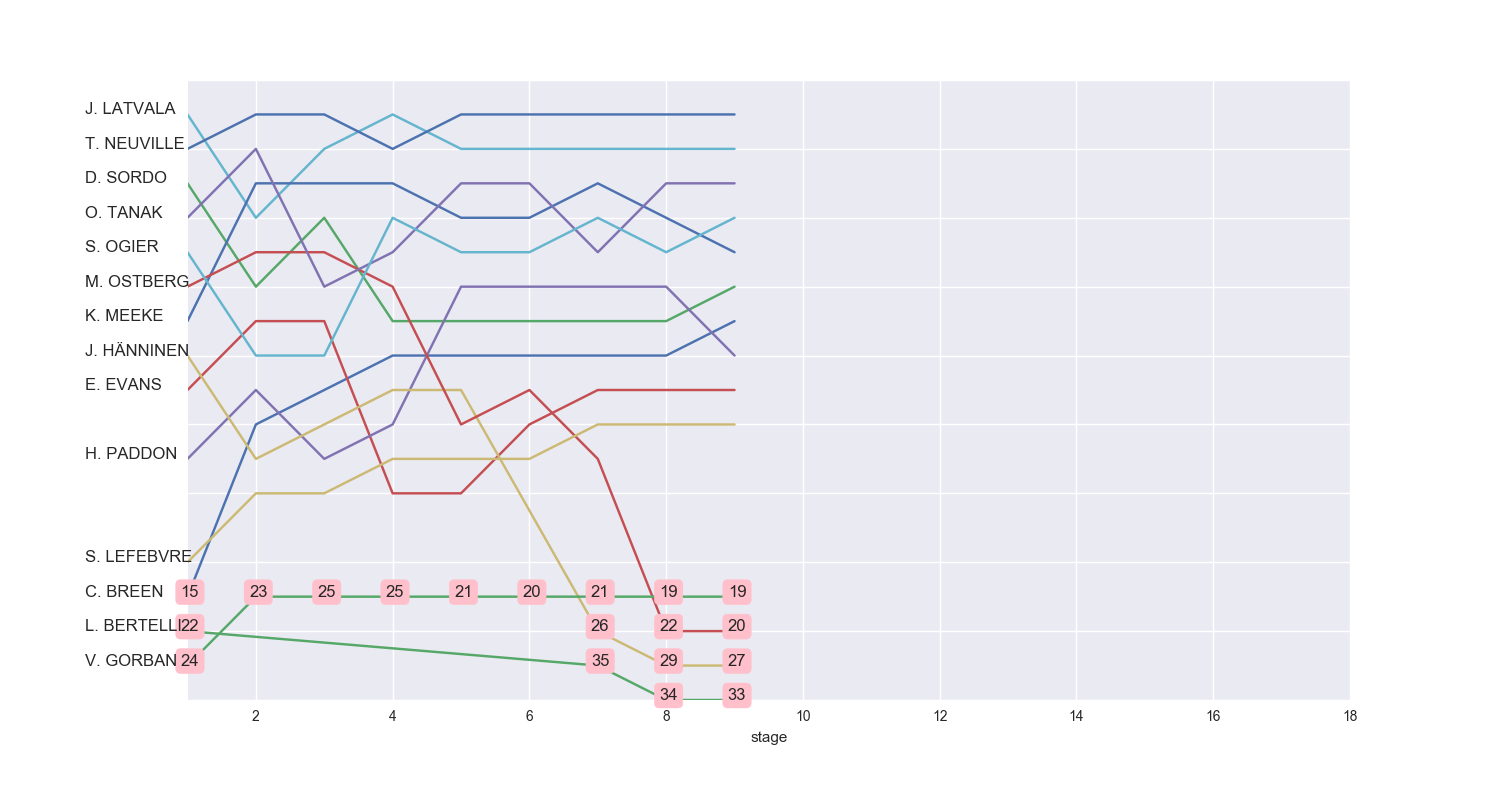 J. LATVALA
T. NEUVILLE
D. SORDO
O. TANAK
S. OGIER
M. OSTBERG
K. MEEKE
J. HÄNNINEN
E. EVANS
H. PADDON
S. LEFEBVRE
C. BREEN 15 23 25 25 21 20 21 19 19
L. BERTELLI 22 26 22 20
V. GORBAN 24 35 29 27
34 33
2 4 6 8 10 12 14 16 18
stage